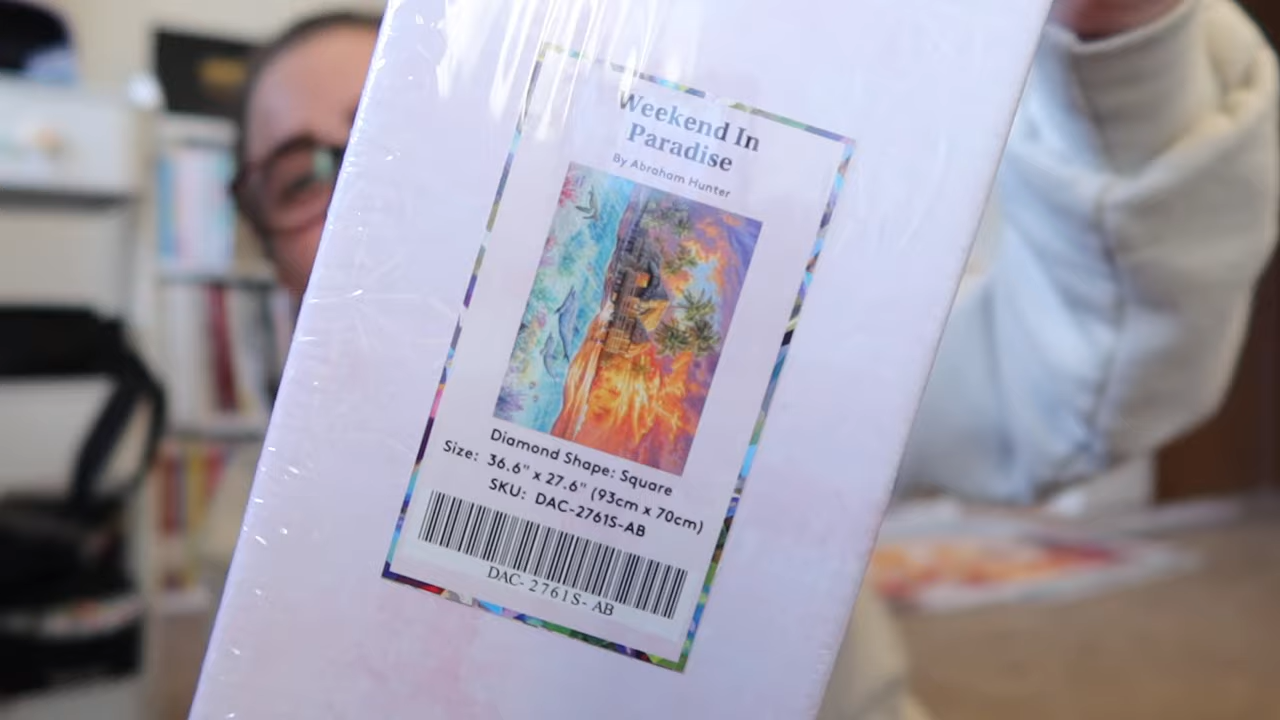 Weekend In
Paradise
By Abraham Hunter
Diamond Shape: Square
Size: 36.6" x 27.6" (93cm x 70cm)
SKU: DAC-2761S-AB
DAC- 2761S- AB